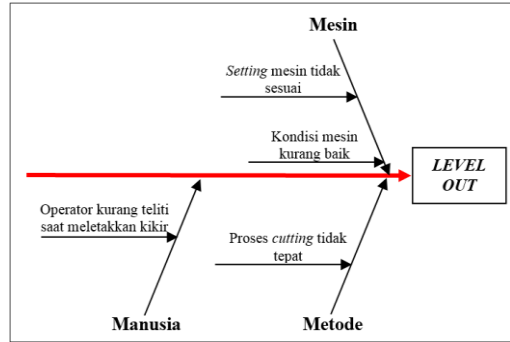 Mesin
Setting mesin tidak
sesuai
Kondisi mesin
kurang baik
LEVEL
OUT
Operator kurang teliti
saat meletakkan kikir
Proses cutting tidak
tepat
Manusia
Metode